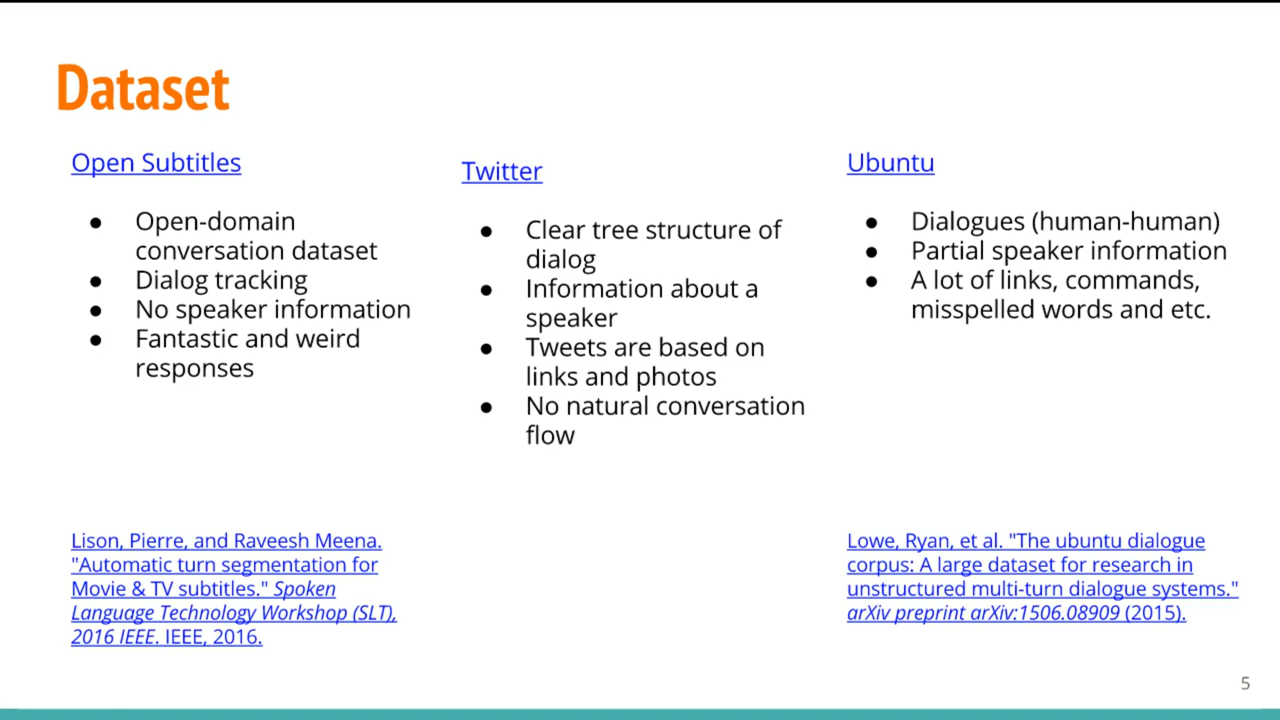 Dataset
Open Subtitles
● Open-domain
conversation dataset
● Dialog tracking
● No speaker information
● Fantastic and weird
responses
Lison, Pierre, and Raveesh Meena.
"Automatic turn segmentation for
Movie & TV subtitles." Spoken
Language Technology Workshop (SLT),
2016 IEEE. IEEE, 2016.
Twitter
● Clear tree structure of
dialog
● Information about a
speaker
● Tweets are based on
links and photos
● No natural conversation
flow
Ubuntu
● Dialogues (human-human)
● Partial speaker information
● A lot of links, commands,
misspelled words and etc.
Lowe, Ryan, et al. "The ubuntu dialogue
corpus: A large dataset for research in
unstructured multi-turn dialogue systems."
arXiv preprint arXiv:1506.08909 (2015).
5